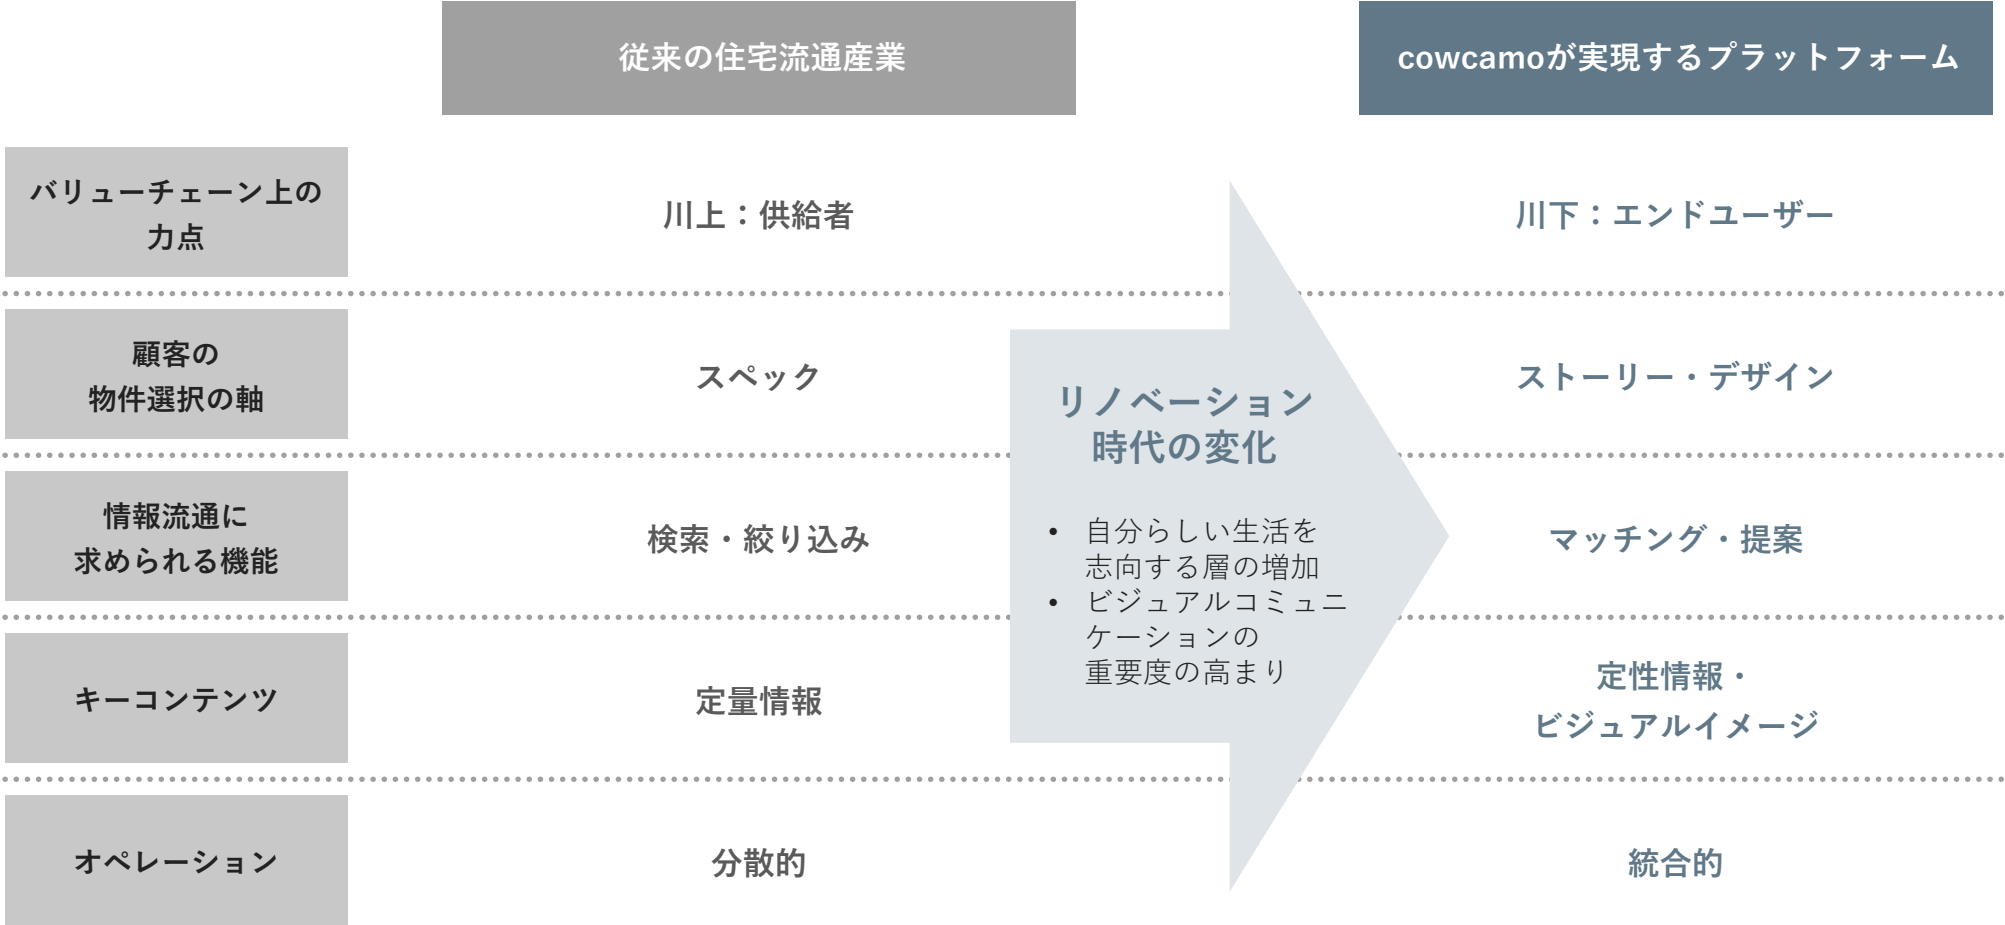 従来の住宅流通産業
cowcamoが実現するプラットフォーム
バリューチェーン上の
力点
川上：供給者
川下：エンドユーザー
顧客の
物件選択の軸
スペック
ストーリー・デザイン
情報流通に
求められる機能
検索・絞り込み
マッチング・提案
キーコンテンツ
定量情報
定性情報・
ビジュアルイメージ
オペレーション
分散的
統合的
リノベーション
時代の変化
• 自分らしい生活を
志向する層の増加
• ビジュアルコミュニ
ケーションの
重要度の高まり